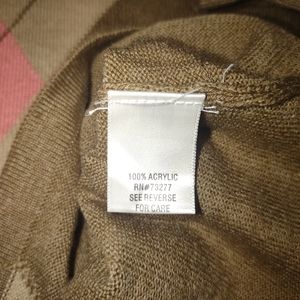 100% ACRYLIC
RN#73277
SEE REVERSE
FOR CARE